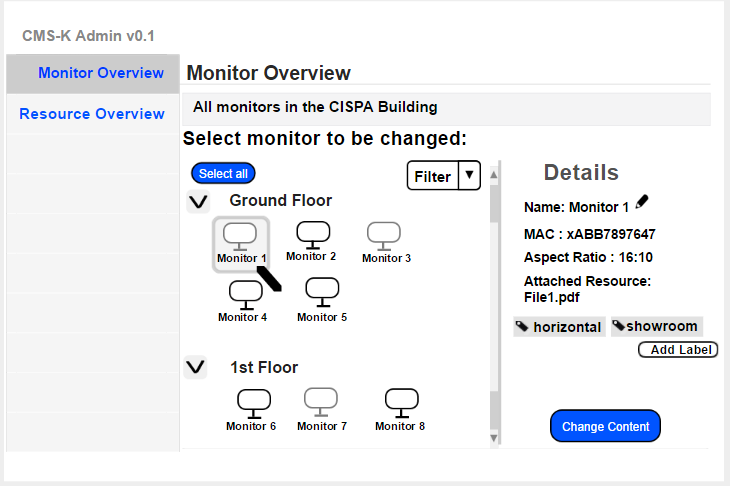 CMS-K Admin v0.1
Monitor Overview
Resource Overview
Monitor Overview
All monitors in the CISPA Building
Select monitor to be changed:
Select all
Filter
Ground Floor
Monitor 1
Monitor 2
Monitor 3
Monitor 4
Monitor 5
1st Floor
Monitor 6
Monitor 7
Monitor 8
Details
Name: Monitor 1
MAC : xABB7897647
Aspect Ratio : 16:10
Attached Resource:
File1.pdf
horizontal
showroom
Add Label
Change Content